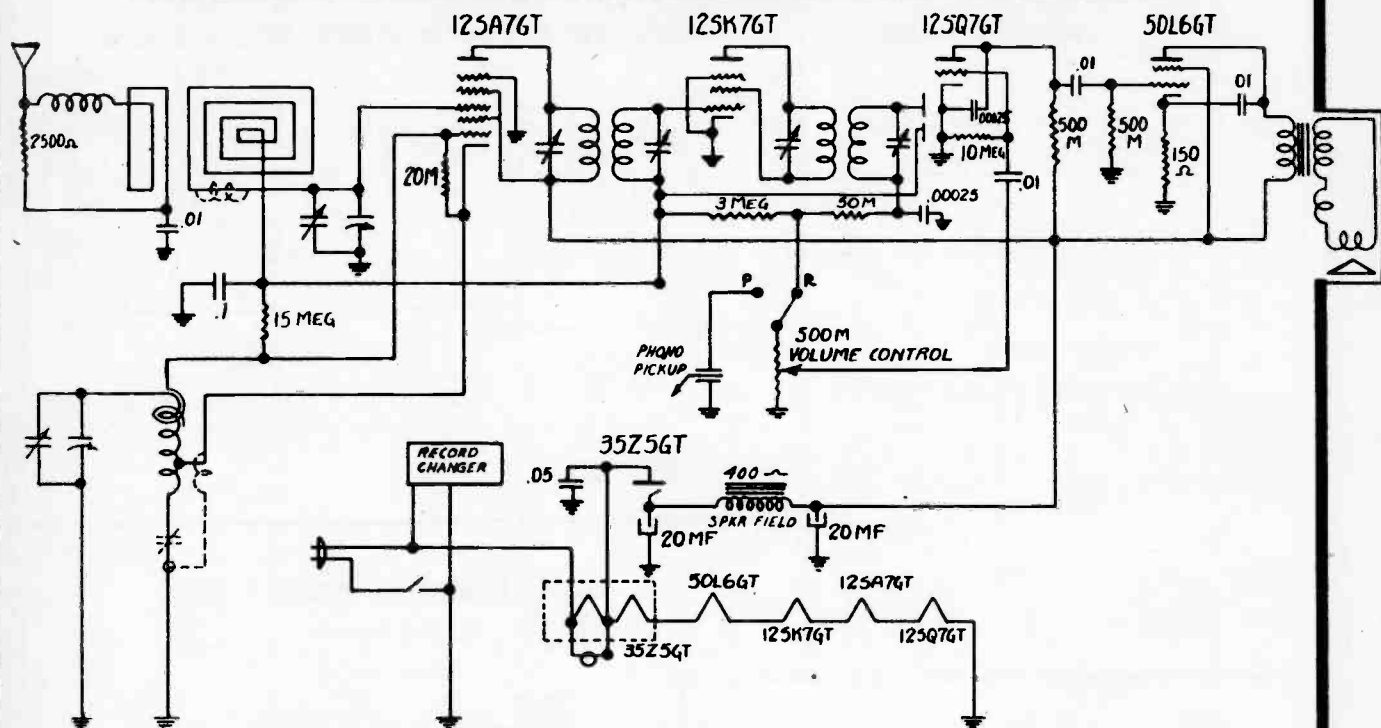 12SA7GT
12SK7GT
12SQ7GT
50L6GT
2500Ω
.01
20M
.00025
10 MEG
.01
500
M
.01
500
M
150
Ω
.01
3 MEG
50M
.00025
.1
15 MEG
P
R
500M
VOLUME CONTROL
PHONO
PICKUP
RECORD
CHANGER
35Z5GT
.05
400 ~
SPKR FIELD
20MF
20MF
50L6GT
12SA7GT
12SK7GT
12SQ7GT
35Z5GT